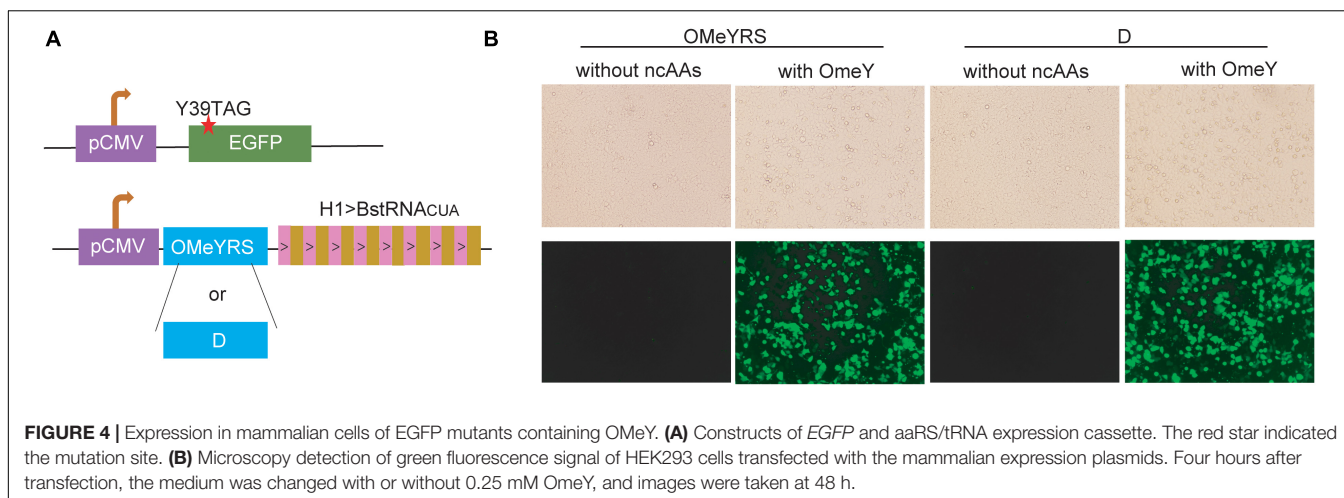 A
Y39TAG
pCMV
EGFP
H1>BstRNACUA
pCMV
OMeYRS
> > > > > > > >
or
D
B
OMeYRS
D
without ncAAs
with OmeY
without ncAAs
with OmeY
FIGURE 4 | Expression in mammalian cells of EGFP mutants containing OMeY. (A) Constructs of EGFP and aaRS/tRNA expression cassette. The red star indicated
the mutation site. (B) Microscopy detection of green fluorescence signal of HEK293 cells transfected with the mammalian expression plasmids. Four hours after
transfection, the medium was changed with or without 0.25 mM OmeY, and images were taken at 48 h.